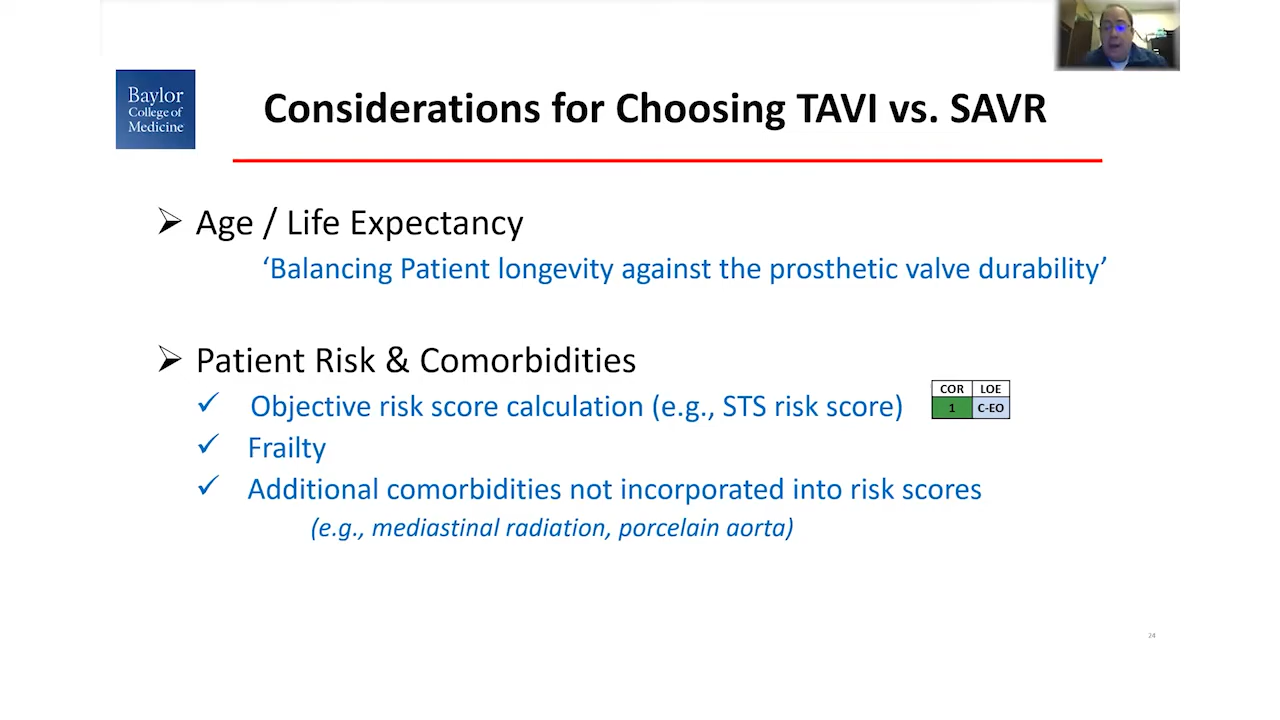 Baylor
College of
Medicine
Considerations for Choosing TAVI vs. SAVR
Age / Life Expectancy
‘Balancing Patient longevity against the prosthetic valve durability’
Patient Risk & Comorbidities
Objective risk score calculation (e.g., STS risk score)
COR LOE
1 C-EO
Frailty
Additional comorbidities not incorporated into risk scores
(e.g., mediastinal radiation, porcelain aorta)
24